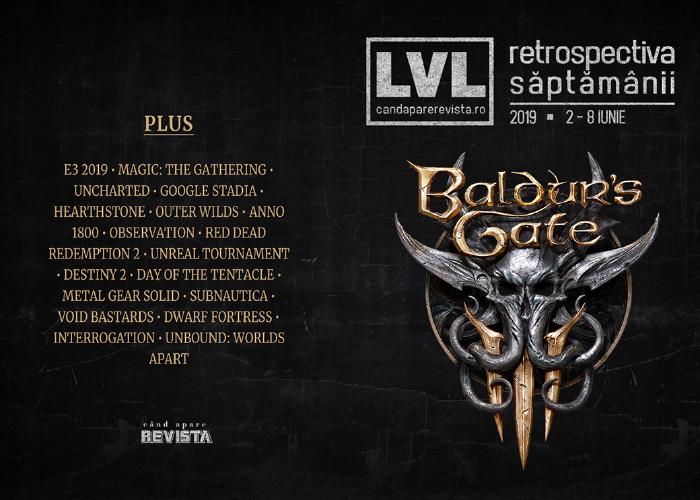 LVL
candaparerevista.ro
retrospectiva
săptămânii
2019 ▪ 2 - 8 IUNIE
Baldur's
Gate
PLUS
E3 2019 • MAGIC: THE GATHERING •
UNCHARTED • GOOGLE STADIA •
HEARTHSTONE • OUTER WILDS • ANNO
1800 • OBSERVATION • RED DEAD
REDEMPTION 2 • UNREAL TOURNAMENT
• DESTINY 2 • DAY OF THE TENTACLE •
METAL GEAR SOLID • SUBNAUTICA •
VOID BASTARDS • DWARF FORTRESS •
INTERROGATION • UNBOUND: WORLDS
APART
când apare
REVISTA